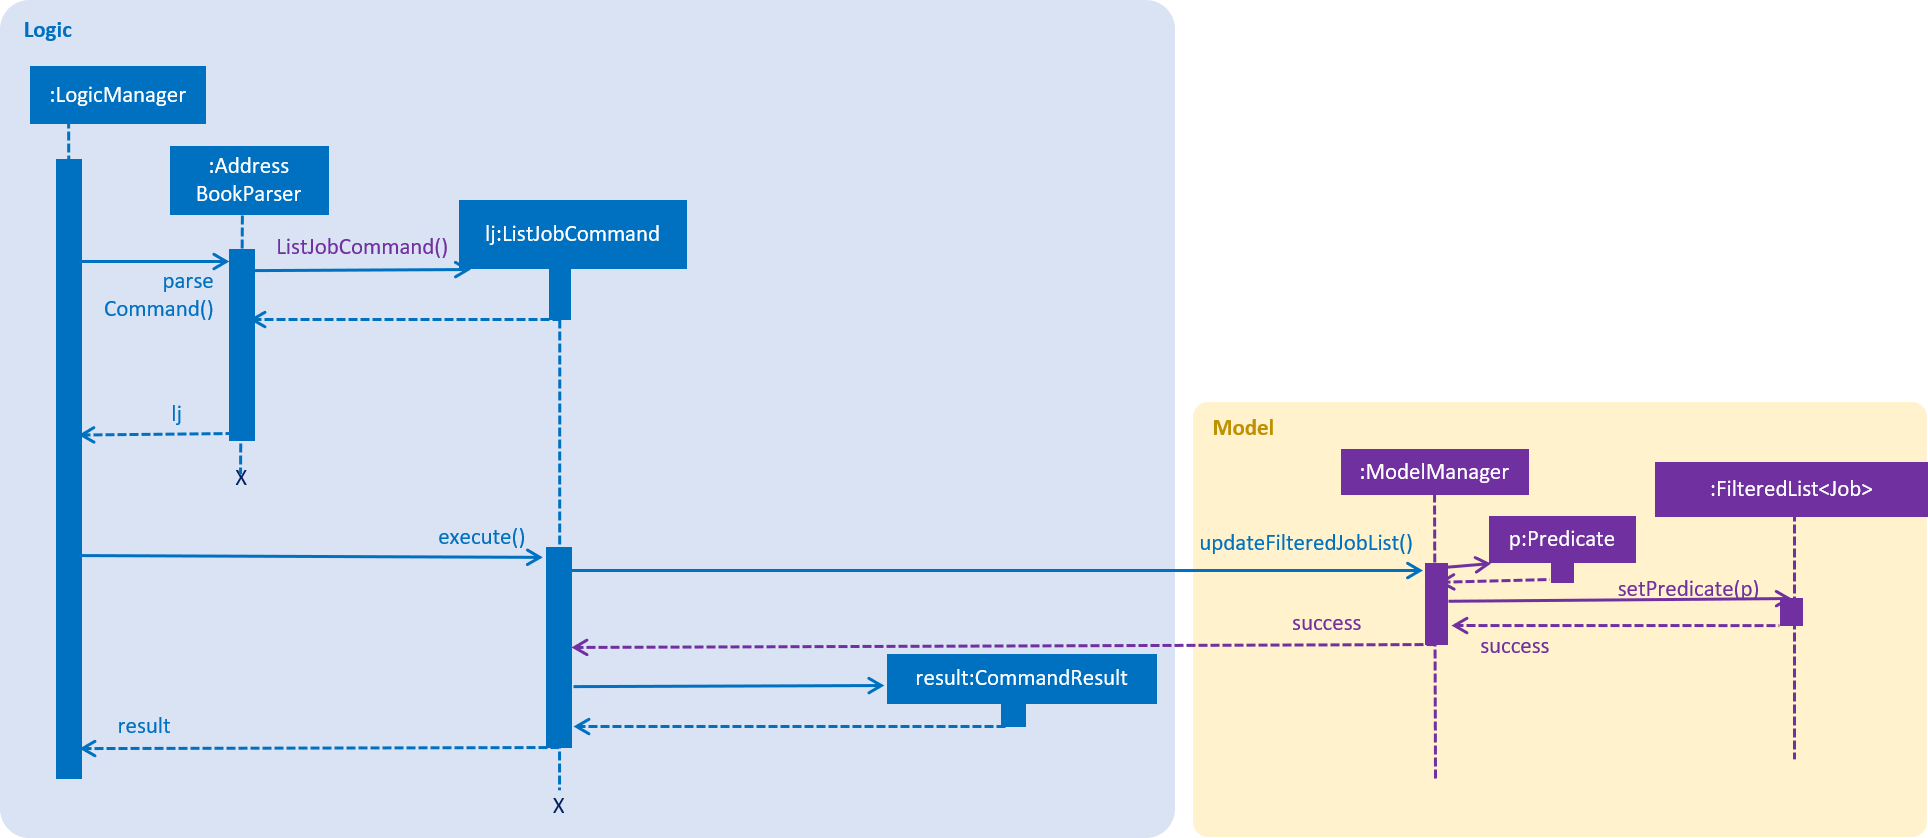 Logic
:LogicManager
:Address
BookParser
ListJobCommand()
lj:ListJobCommand
parse
Command()
lj
X
Model
:ModelManager
:FilteredList<Job>
execute()
updateFilteredJobList()
p:Predicate
setPredicate(p)
success
success
result:CommandResult
result
X